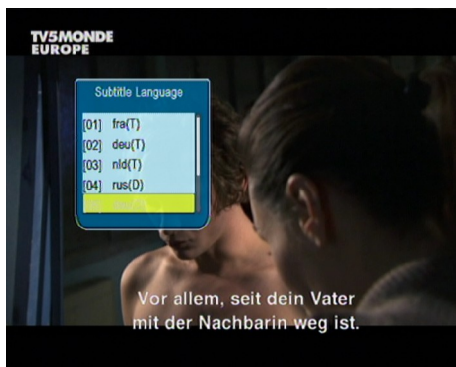 TV5MONDE
EUROPE
Subtitle Language
[01] fra(T)
[02] deu(T)
[03] nld(T)
[04] rus(D)
Vor allem, seit dein Vater
mit der Nachbarin weg ist.